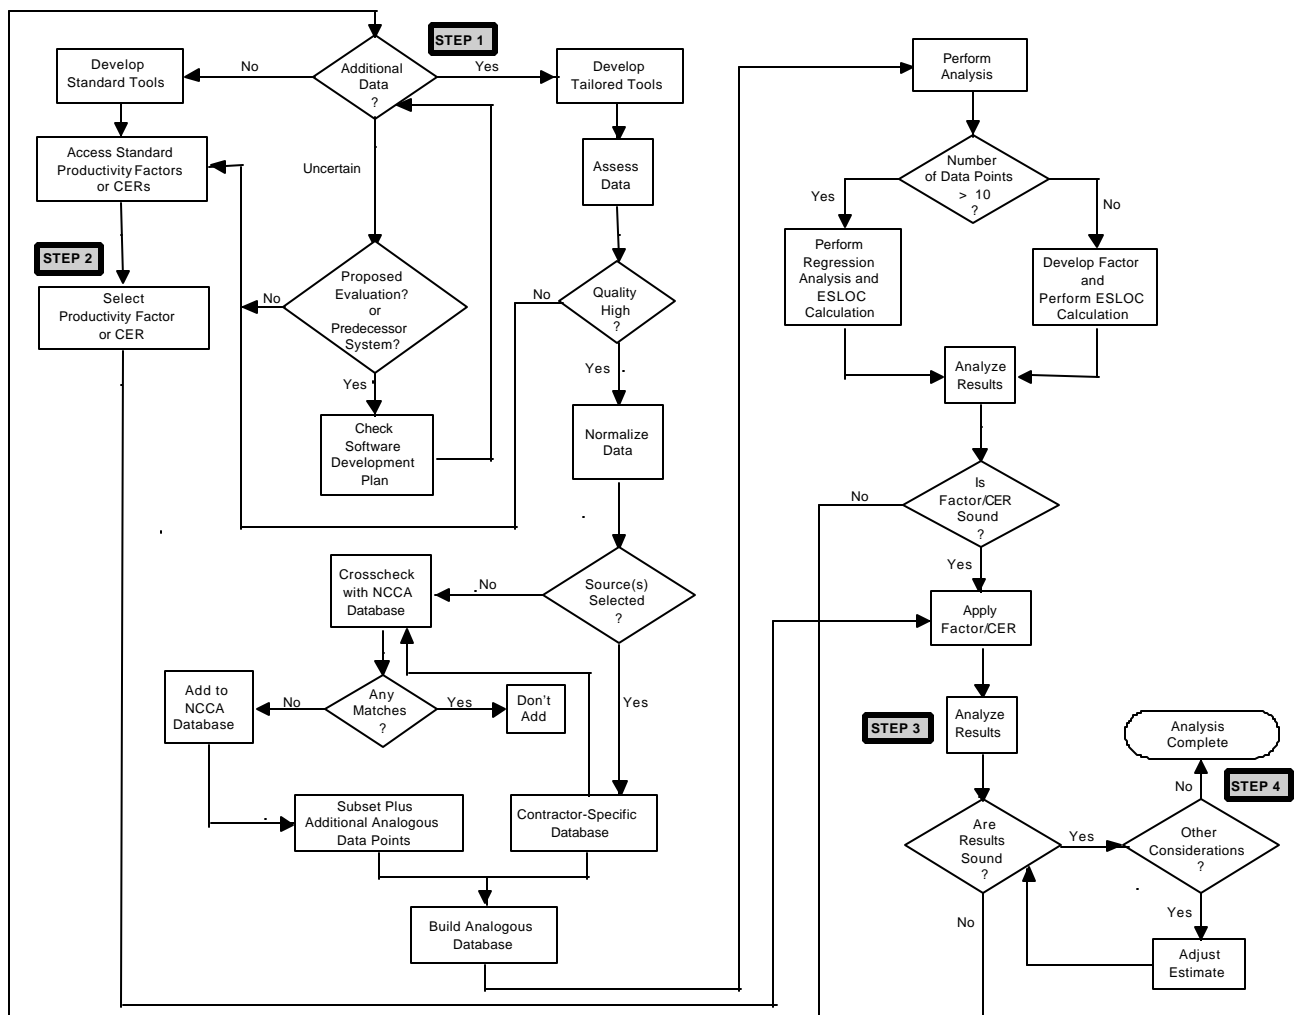 STEP 1
Additional
Data
?
No
Yes
Develop
Standard Tools
Develop
Tailored Tools
Perform
Analysis
Access Standard
Productivity Factors
or CERs
Uncertain
Assess
Data
Number
of Data Points
> 10
?
Yes
No
STEP 2
Select
Productivity Factor
or CER
No
Proposed
Evaluation?
or
Predecessor
System?
Yes
No
Quality
High
?
Yes
Perform
Regression
Analysis and
ESLOC
Calculation
Develop Factor
and
Perform ESLOC
Calculation
Analyze
Results
Check
Software
Development
Plan
Normalize
Data
No
Is
Factor/CER
Sound
?
Yes
Crosscheck
with NCCA
Database
No
Source(s)
Selected
?
Yes
Apply
Factor/CER
Add to
NCCA
Database
No
Any
Matches
?
Yes
Don't
Add
STEP 3
Analyze
Results
Analysis
Complete
No
STEP 4
Subset Plus
Additional Analogous
Data Points
Contractor-Specific
Database
Are
Results
Sound
?
Yes
Other
Considerations
?
No
Yes
Build Analogous
Database
Adjust
Estimate